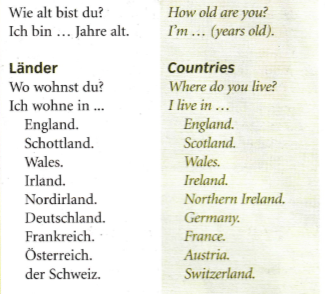 Wie alt bist du? How old are you?
Ich bin … Jahre alt. I'm … (years old).
Länder Countries
Wo wohnst du? Where do you live?
Ich wohne in ... I live in …
England. England.
Schottland. Scotland.
Wales. Wales.
Irland. Ireland.
Nordirland. Northern Ireland.
Deutschland. Germany.
Frankreich. France.
Österreich. Austria.
der Schweiz. Switzerland.